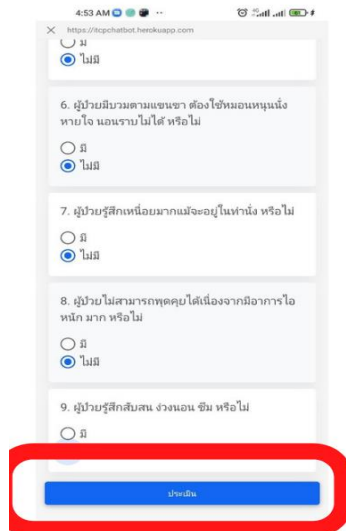 4:53 AM
https://itcpchatbot.herokuapp.com
มี
ไม่มี
6. ผู้ป่วยมีบวมตามแขนขา ต้องใช้หมอนหนุนนั่ง
หายใจ นอนราบไม่ได้ หรือไม่
มี
ไม่มี
7. ผู้ป่วยรู้สึกเหนื่อยมากแม้จะอยู่ในท่านั่ง หรือไม่
มี
ไม่มี
8. ผู้ป่วยไม่สามารถพุดคุยได้เนื่องจากมีอาการไอ
หนัก มาก หรือไม่
มี
ไม่มี
9. ผู้ป่วยรู้สึกสับสน ง่วงนอน ซึม หรือไม่
มี
ประเมิน